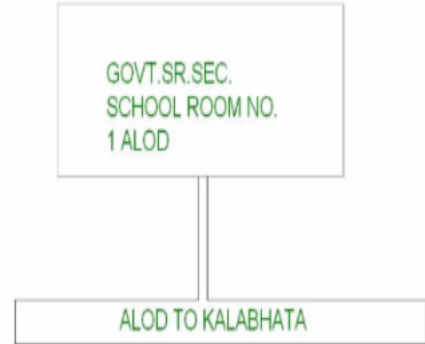 GOVT.SR.SEC.
SCHOOL ROOM NO.
1 ALOD
ALOD TO KALABHATA